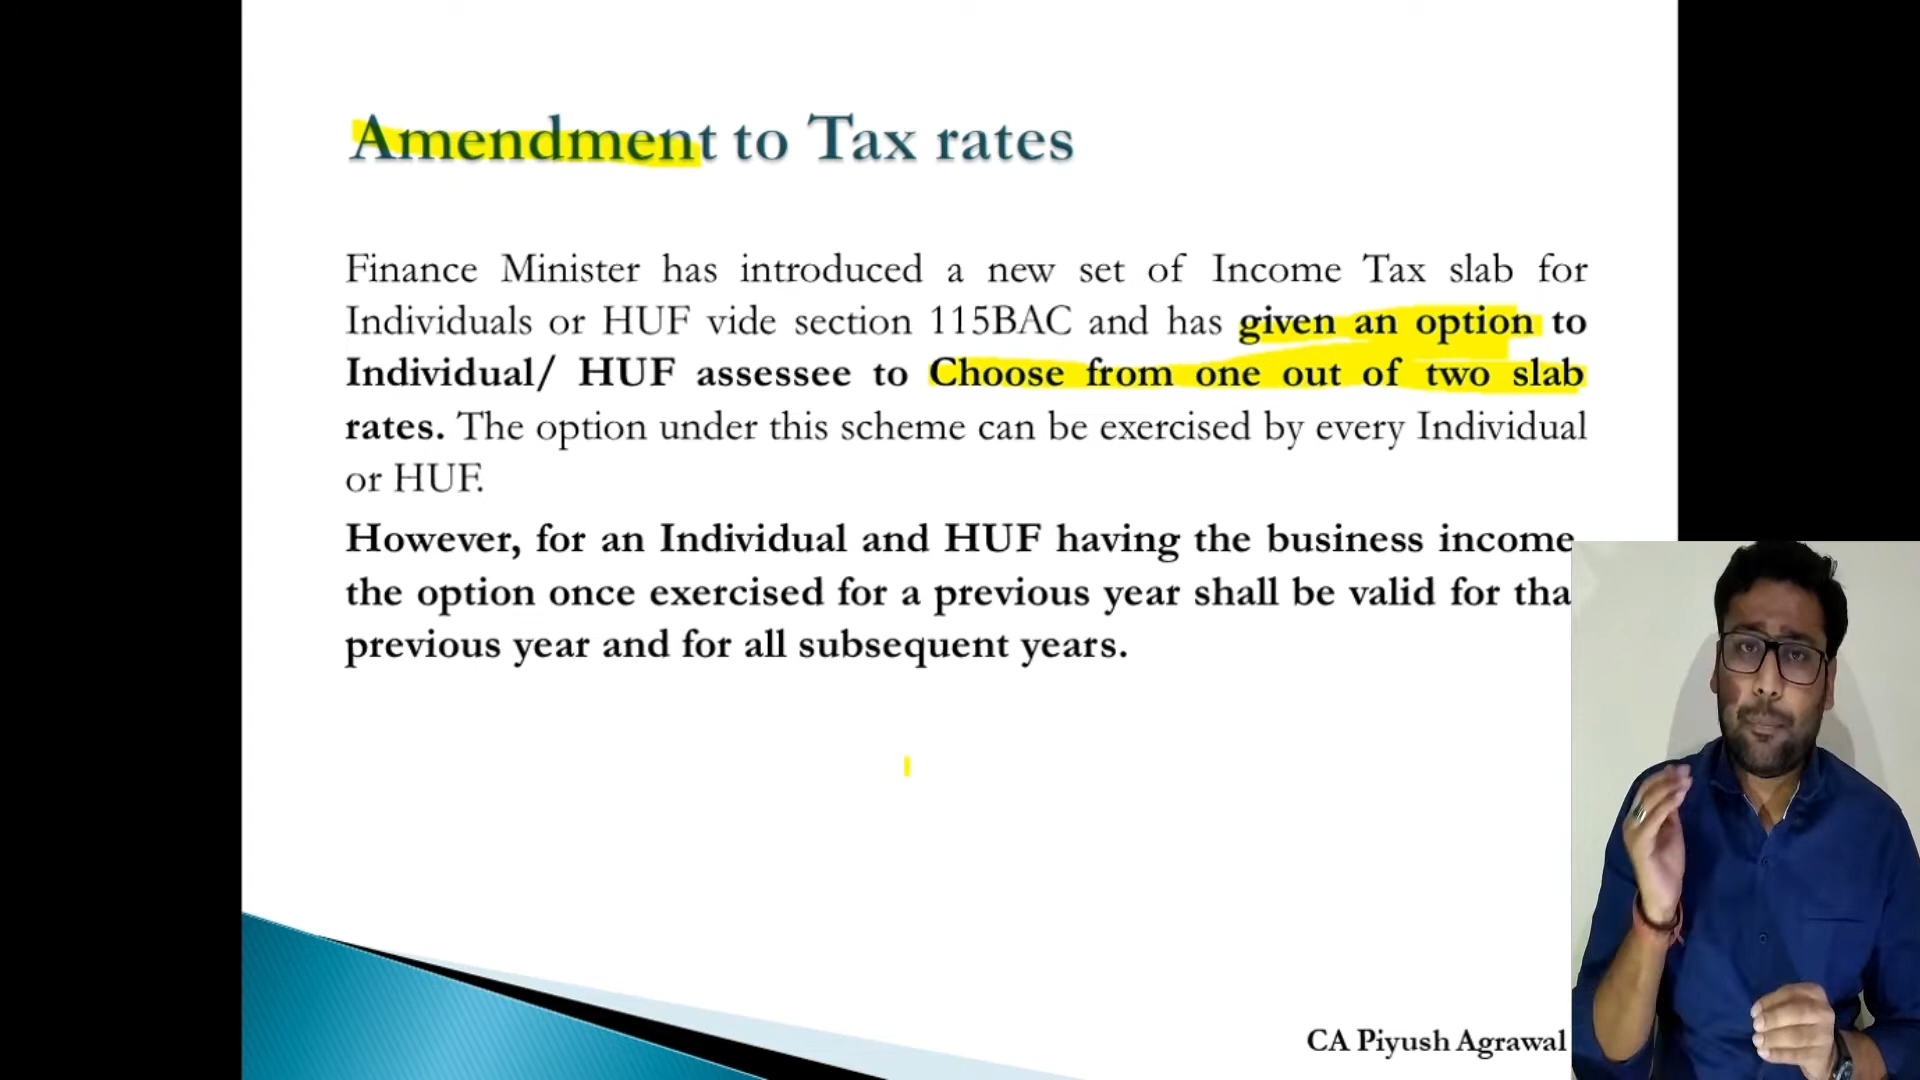 Amendment to Tax rates
Finance Minister has introduced a new set of Income Tax slab for
Individuals or HUF vide section 115BAC and has given an option to
Individual/ HUF assessee to Choose from one out of two slab
rates. The option under this scheme can be exercised by every Individual
or HUF.
However, for an Individual and HUF having the business income
the option once exercised for a previous year shall be valid for tha
previous year and for all subsequent years.
CA Piyush Agrawal